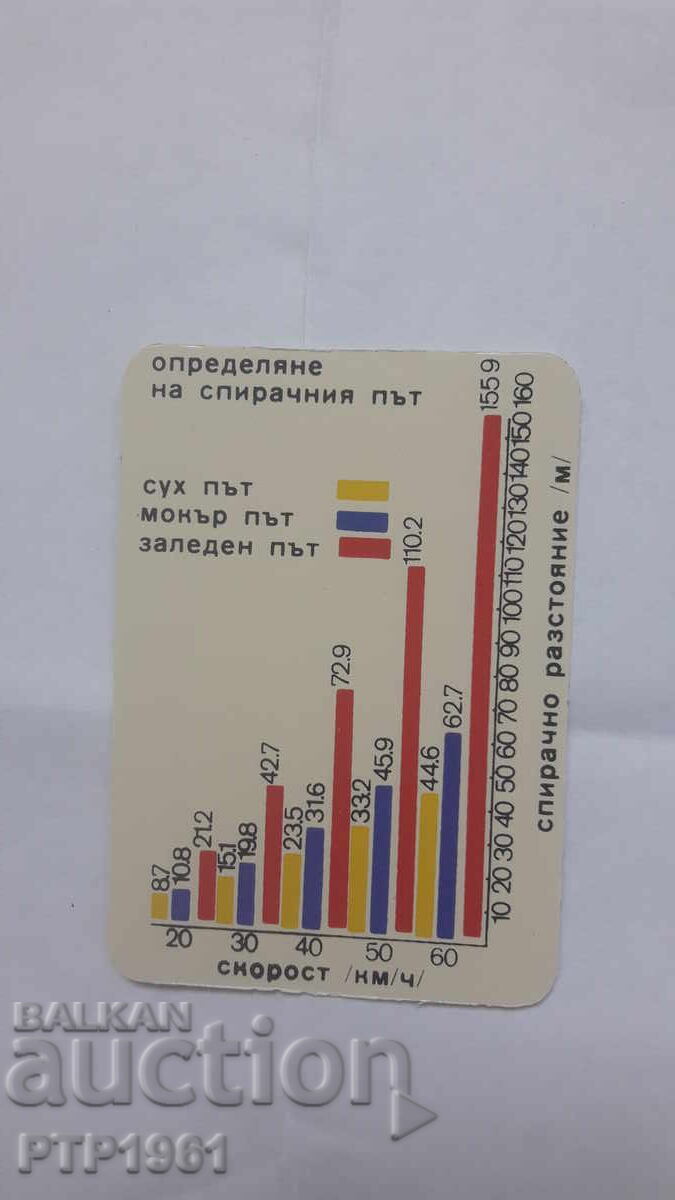 определяне
на спирачния път
сух път
мокър път
заледен път
8.7
10.8
21.2
15.1
19.8
42.7
23.5
31.6
72.9
33.2
45.9
110.2
44.6
62.7
155.9
20 30 40 50 60
скорост /км/ч/
10 20 30 40 50 60 70 80 90 100 110 120 130 140 150 160
спирачно разстояние /м/
BALKAN
auction
PTP1961